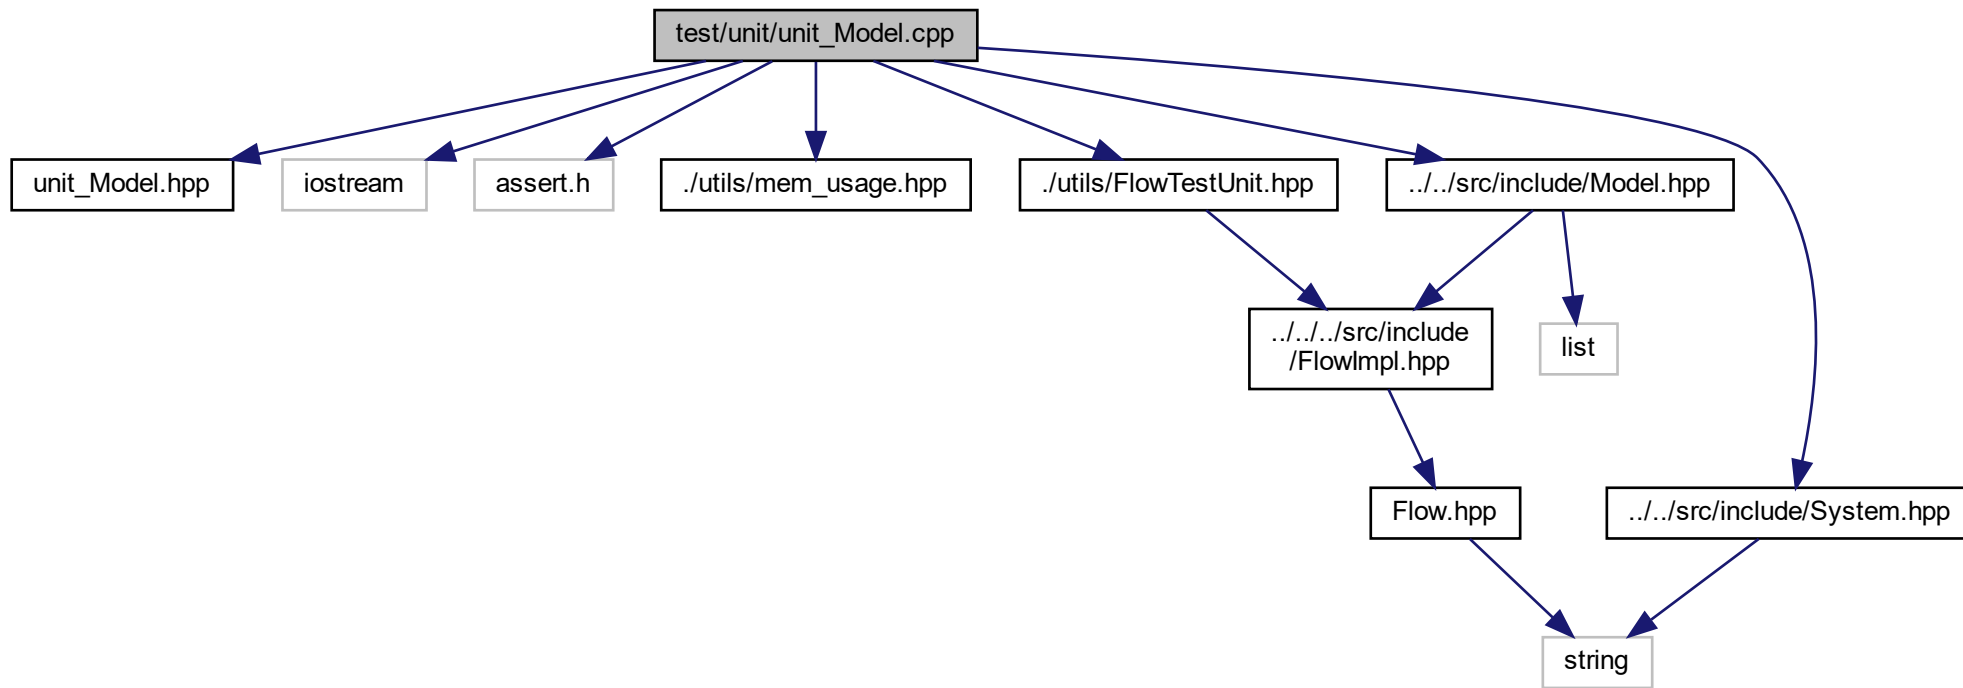 test/unit/unit_Model.cpp
unit_Model.hpp
iostream
assert.h
./utils/mem_usage.hpp
./utils/FlowTestUnit.hpp
../../src/include/Model.hpp
../../../src/include
/FlowImpl.hpp
list
Flow.hpp
../../src/include/System.hpp
string